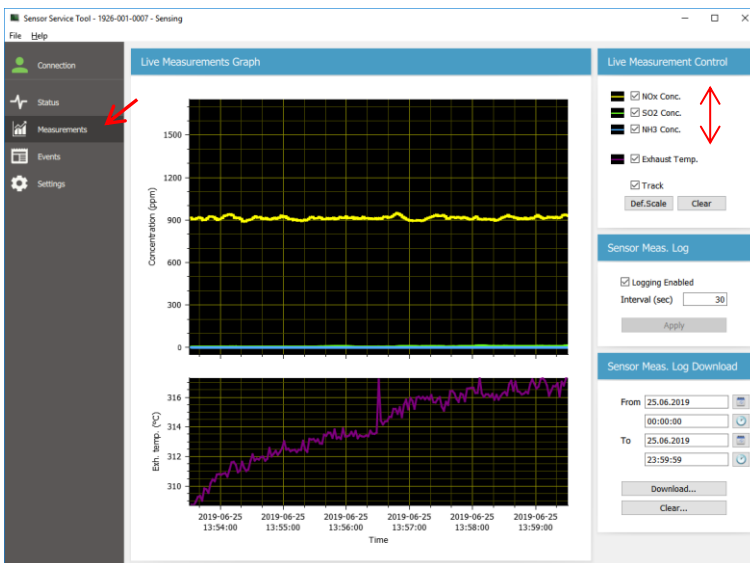 Sensor Service Tool - 1926-001-0007 - Sensing
File Help
Connection
Status
Measurements
Events
Settings
Live Measurements Graph
Concentration (ppm)
1500
1200
900
600
300
0
Exh. temp. (°C)
316
314
312
310
2019-06-25 2019-06-25 2019-06-25 2019-06-25 2019-06-25 2019-06-25
13:54:00 13:55:00 13:56:00 13:57:00 13:58:00 13:59:00
Time
Live Measurement Control
NOx Conc.
SO2 Conc.
NH3 Conc.
Exhaust Temp.
Track
Def.Scale Clear
Sensor Meas. Log
Logging Enabled
Interval (sec) 30
Apply
Sensor Meas. Log Download
From 25.06.2019
00:00:00
To 25.06.2019
23:59:59
Download...
Clear...